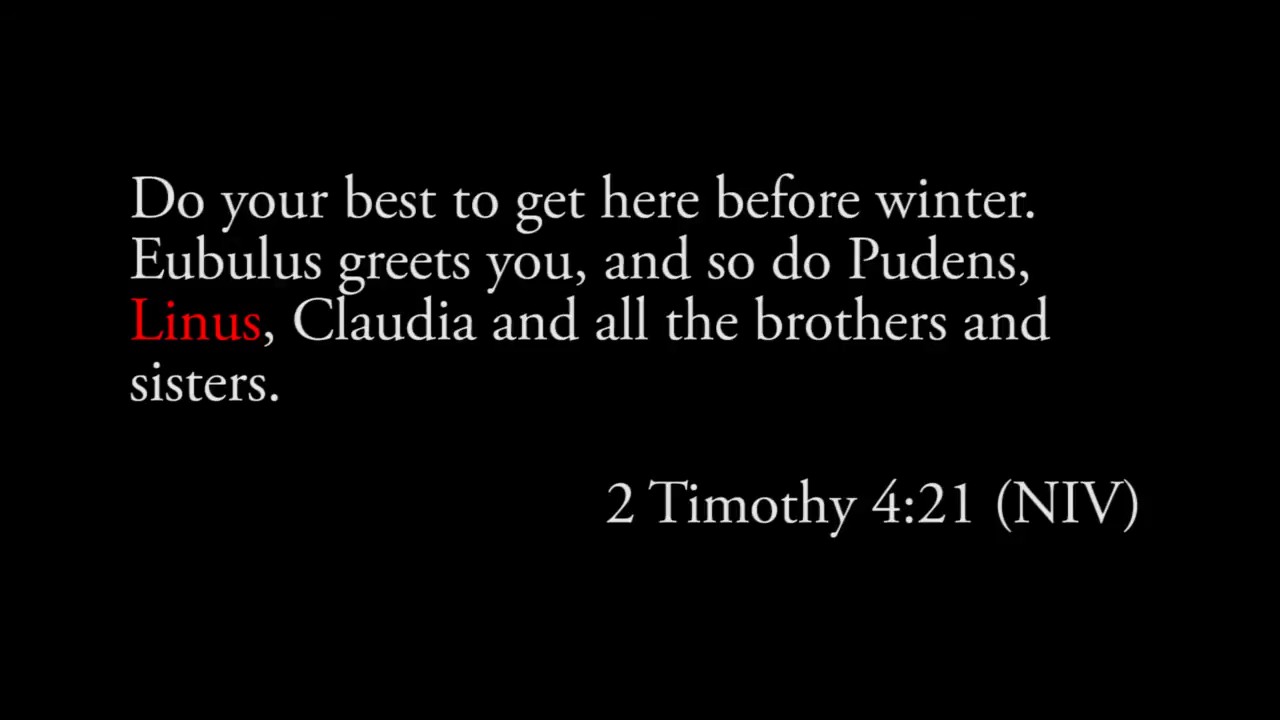 Do your best to get here before winter.
Eubulus greets you, and so do Pudens,
Linus, Claudia and all the brothers and
sisters.
2 Timothy 4:21 (NIV)